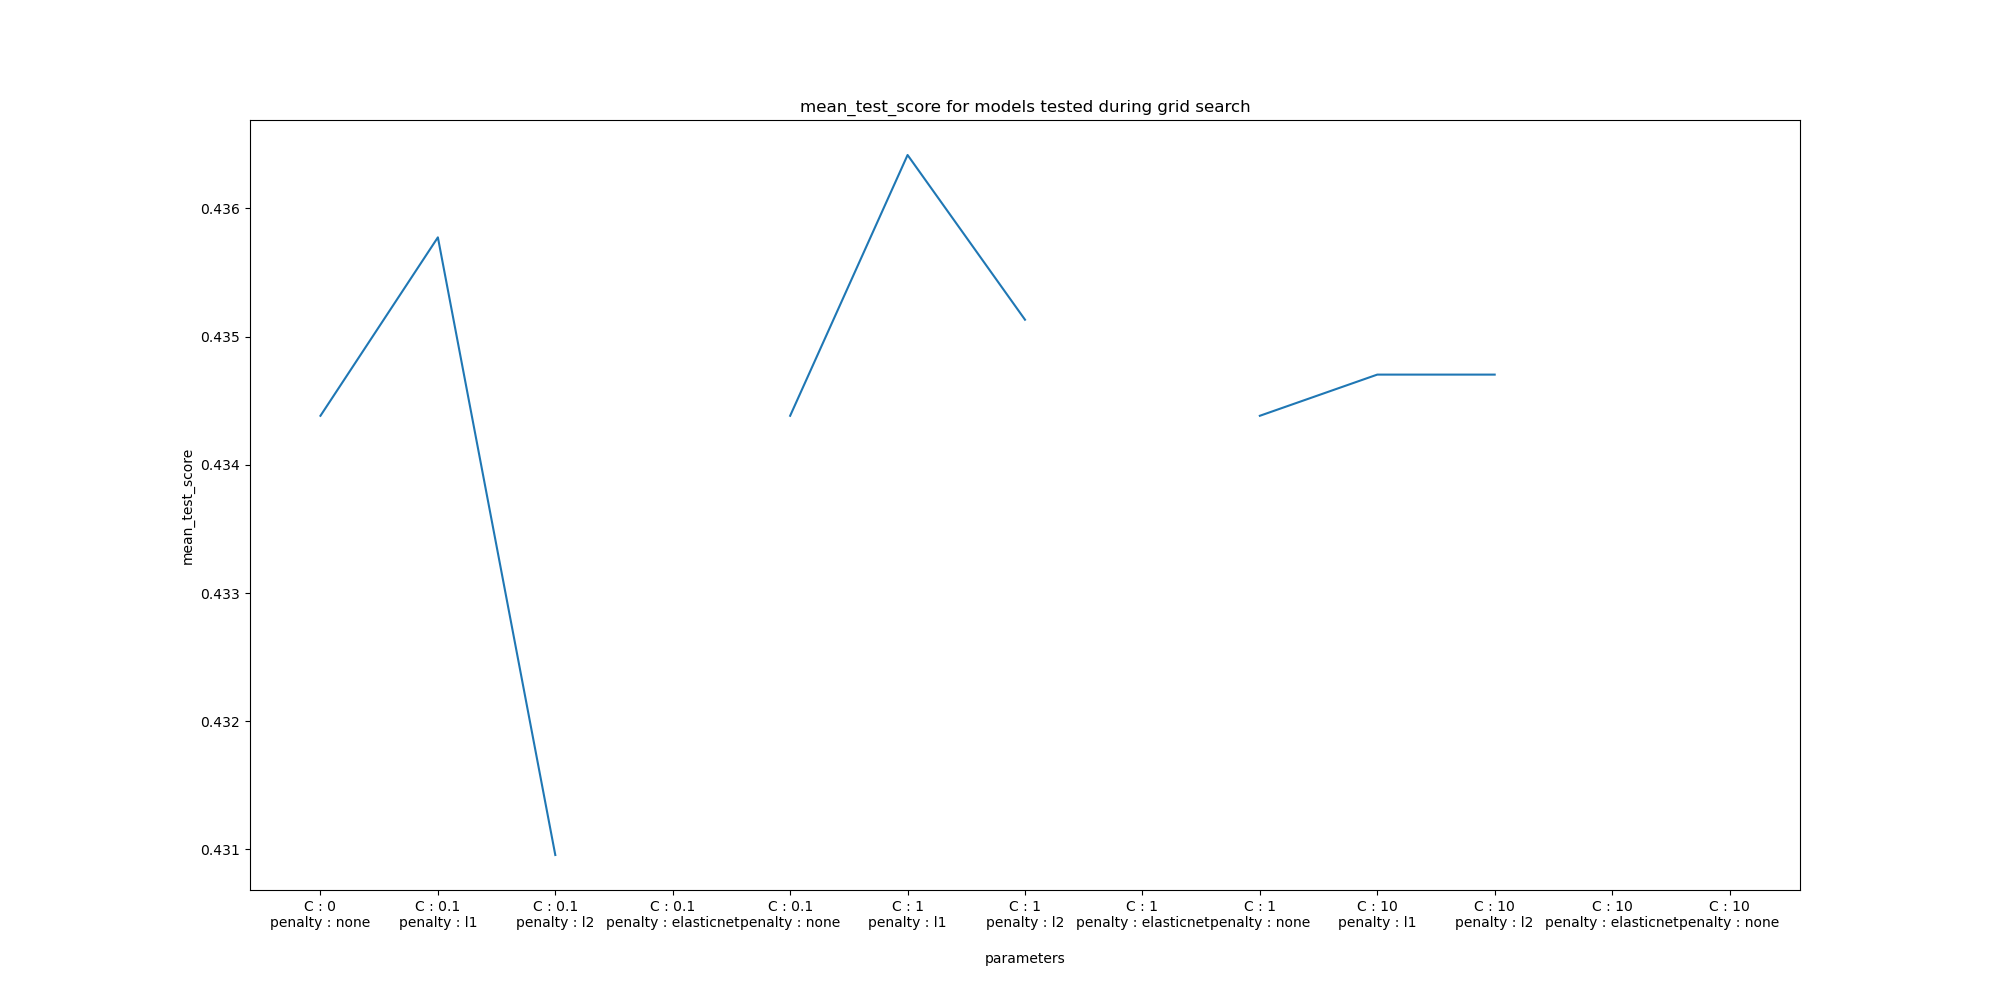 mean_test_score for models tested during grid search
mean_test_score
0.436
0.435
0.434
0.433
0.432
0.431
C : 0
penalty : none
C : 0.1
penalty : l1
C : 0.1
penalty : l2
C : 0.1
penalty : elasticnet
C : 0.1
penalty : none
C : 1
penalty : l1
C : 1
penalty : l2
C : 1
penalty : elasticnet
C : 1
penalty : none
C : 10
penalty : l1
C : 10
penalty : l2
C : 10
penalty : elasticnet
C : 10
penalty : none
parameters